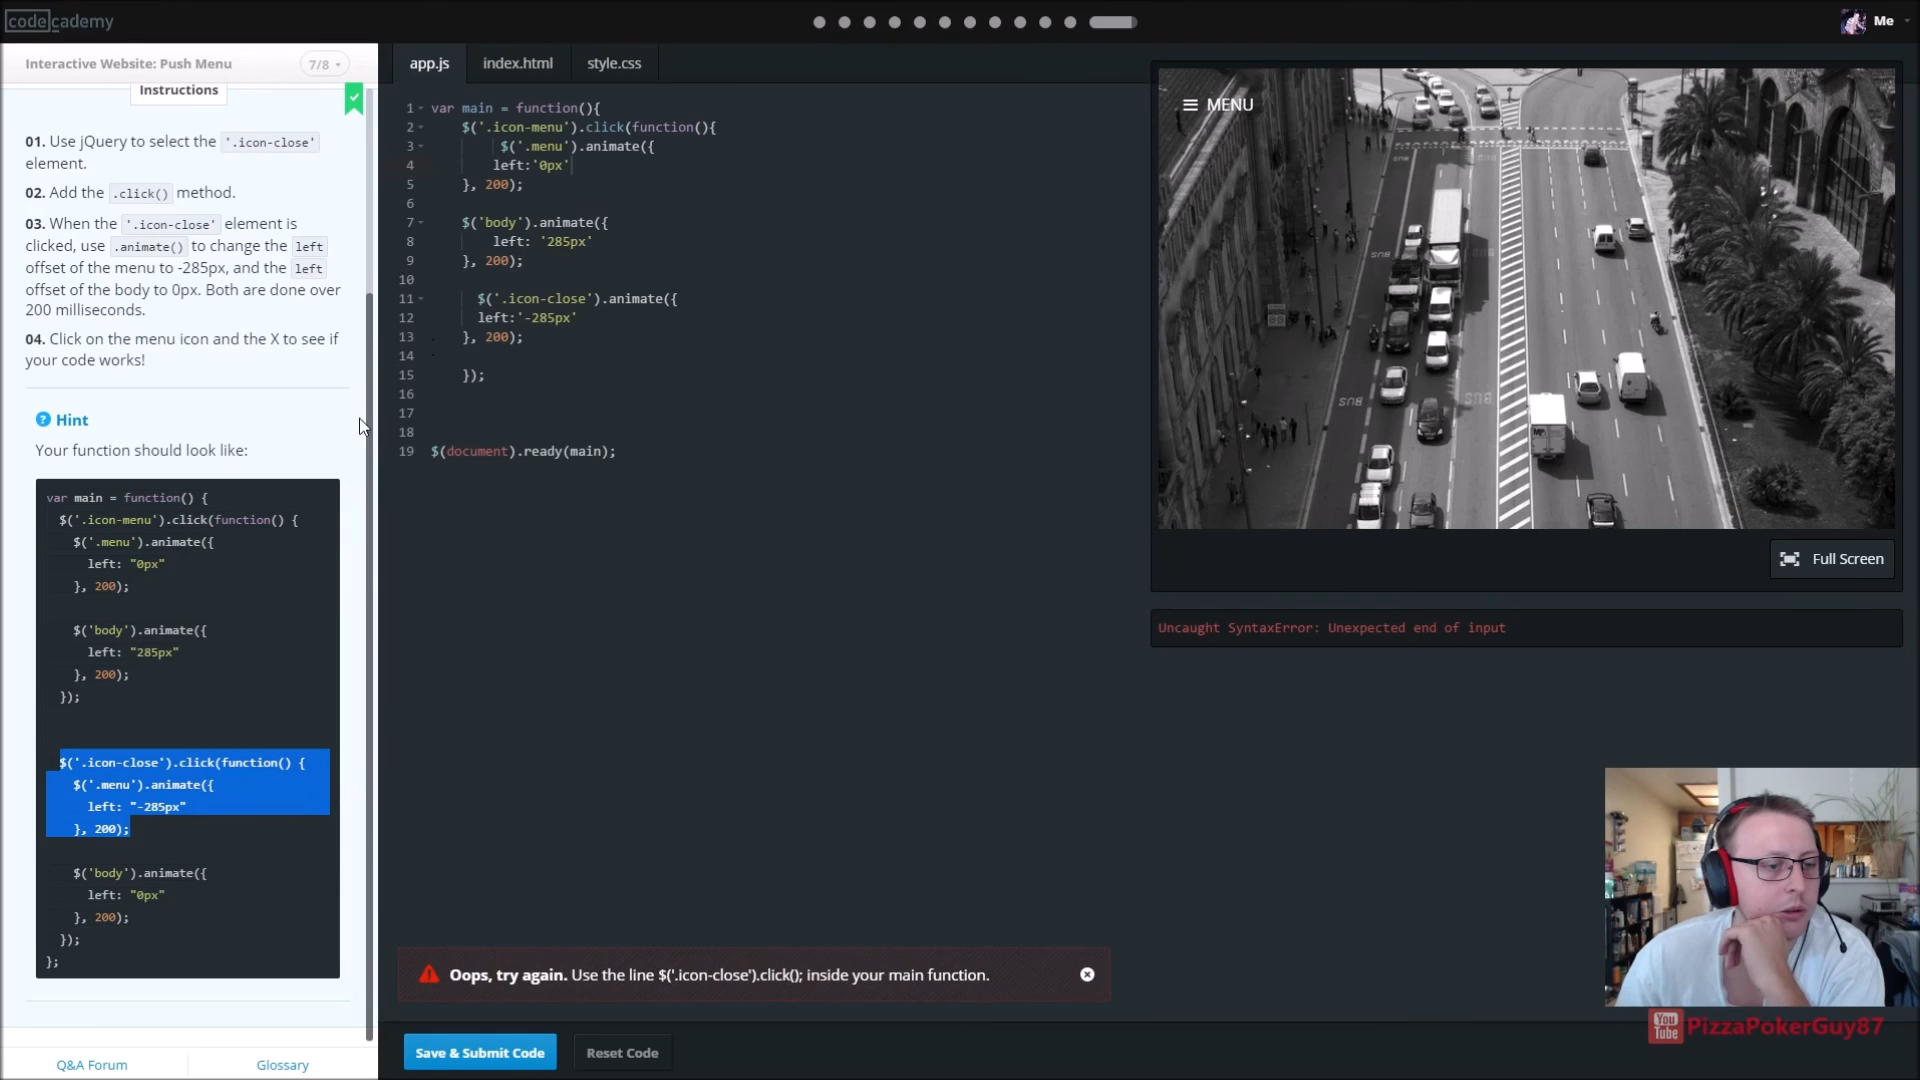 codecademy
Me
Interactive Website: Push Menu
7/8
Instructions
01. Use jQuery to select the '.icon-close'
element.
02. Add the .click() method.
03. When the '.icon-close' element is
clicked, use .animate() to change the left
offset of the menu to -285px, and the left
offset of the body to 0px. Both are done over
200 milliseconds.
04. Click on the menu icon and the X to see if
your code works!
? Hint
Your function should look like:
var main = function() {
$('.icon-menu').click(function() {
$('.menu').animate({
left: "0px"
}, 200);
$('body').animate({
left: "285px"
}, 200);
});
$('.icon-close').click(function() {
$('.menu').animate({
left: "-285px"
}, 200);
$('body').animate({
left: "0px"
}, 200);
});
};
Q&A Forum
Glossary
app.js
index.html
style.css
1 var main = function(){
2 $('.icon-menu').click(function(){
3 $('.menu').animate({
4 left:'0px'
5 }, 200);
6
7 $('body').animate({
8 left: '285px'
9 }, 200);
10
11 $('.icon-close').animate({
12 left:'-285px'
13 }, 200);
14
15 });
16
17
18
19 $(document).ready(main);
Oops, try again. Use the line $('.icon-close').click(); inside your main function.
Save & Submit Code
Reset Code
MENU
BUS
BUS
BUS
BUS
Full Screen
Uncaught SyntaxError: Unexpected end of input
You Tube
PizzaPokerGuy87